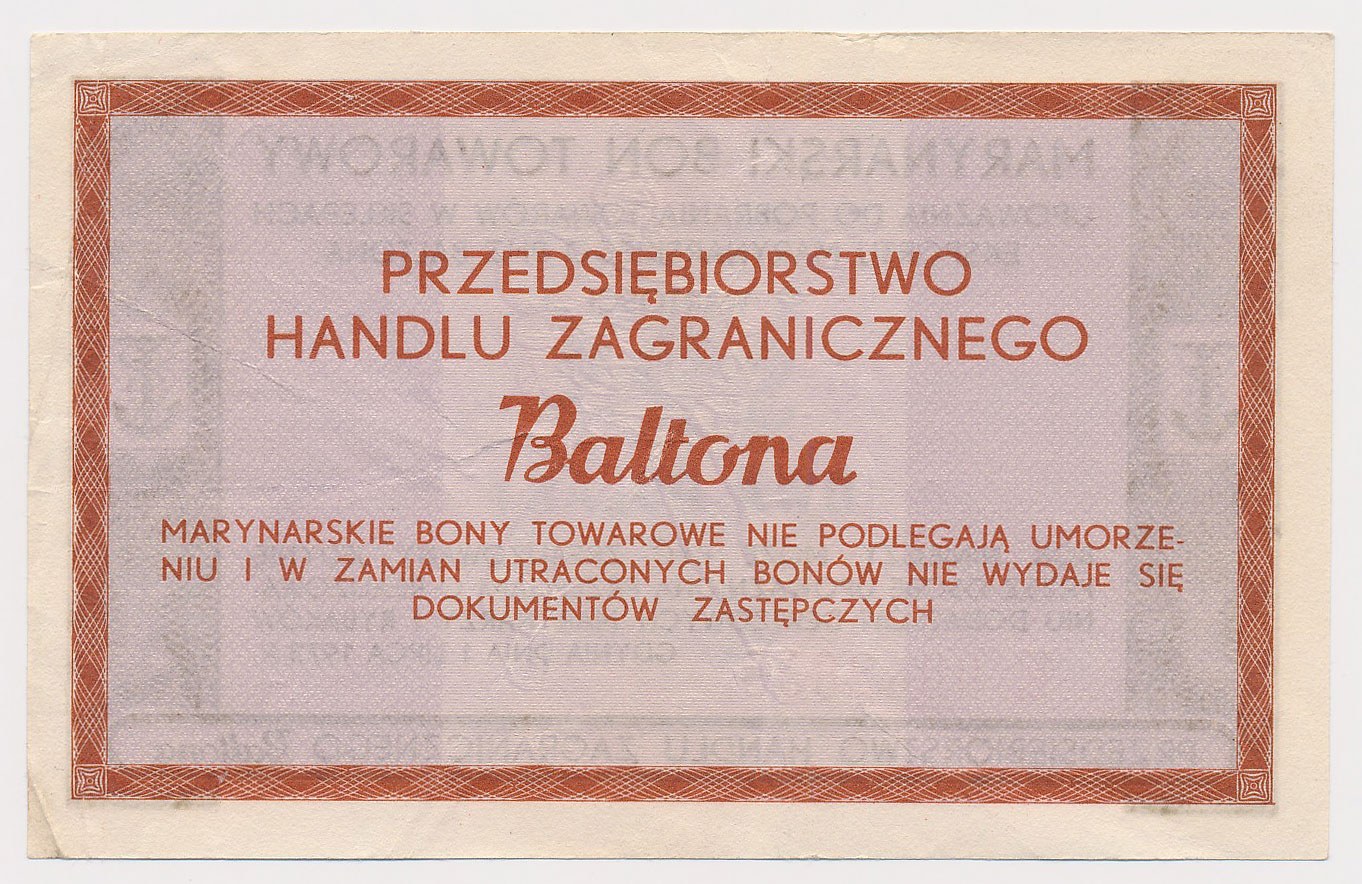 PRZEDSIĘBIORSTWO
HANDLU ZAGRANICZNEGO
Baltona
MARYNARSKIE BONY TOWAROWE NIE PODLEGAJĄ UMORZE-
NIU I W ZAMIAN UTRACONYCH BONÓW NIE WYDAJE SIĘ
DOKUMENTÓW ZASTĘPCZYCH